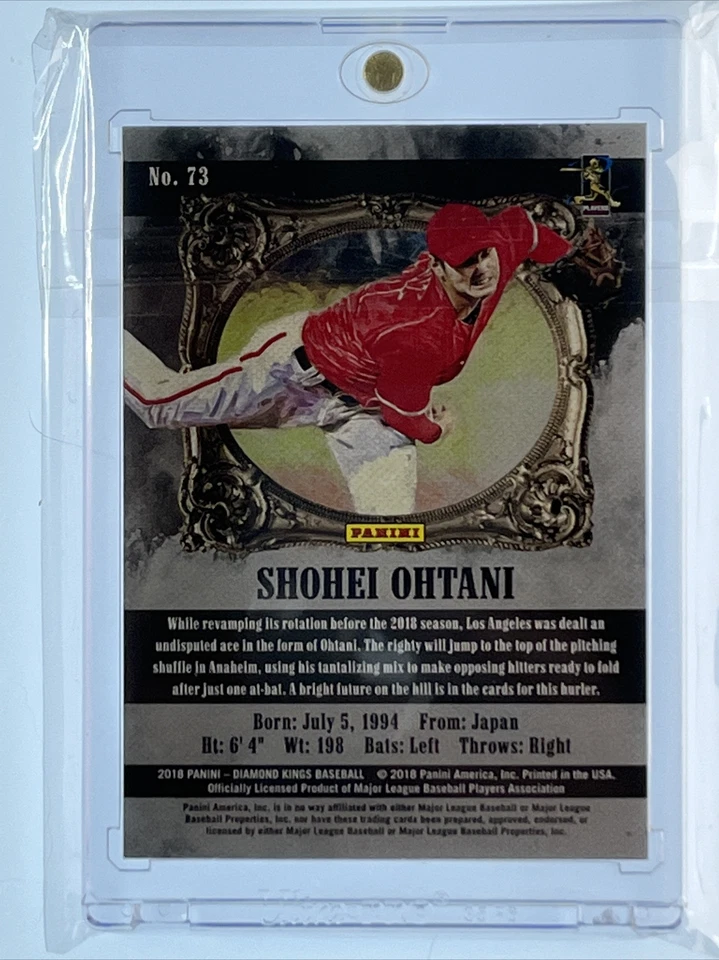 No. 73
PLAYERS
PANINI
SHOHEI OHTANI
While revamping its rotation before the 2018 season, Los Angeles was dealt an
undisputed ace in the form of Ohtani. The righty will jump to the top of the pitching
shuffle in Anaheim, using his tantalizing mix to make opposing hitters ready to fold
after just one at-bat. A bright future on the hill is in the cards for this hurler.
Born: July 5, 1994 From: Japan
Ht: 6' 4" Wt: 198 Bats: Left Throws: Right
2018 PANINI – DIAMOND KINGS BASEBALL © 2018 Panini America, Inc. Printed in the USA.
Officially Licensed Product of Major League Baseball Players Association
Panini America, Inc. is in no way affiliated with either Major League Baseball or Major League
Baseball Properties, Inc. nor have these trading cards been prepared, approved, endorsed, or
licensed by either Major League Baseball or Major League Baseball Properties, Inc.